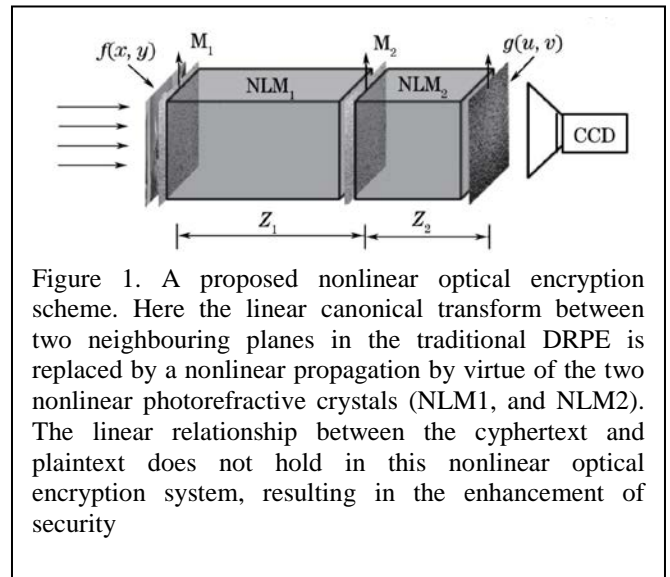 f(x, y)
M1
M2
g(u, v)
NLM1
NLM2
CCD
Z1
Z2
Figure 1. A proposed nonlinear optical encryption
scheme. Here the linear canonical transform between
two neighbouring planes in the traditional DRPE is
replaced by a nonlinear propagation by virtue of the two
nonlinear photorefractive crystals (NLM1, and NLM2).
The linear relationship between the cyphertext and
plaintext does not hold in this nonlinear optical
encryption system, resulting in the enhancement of
security